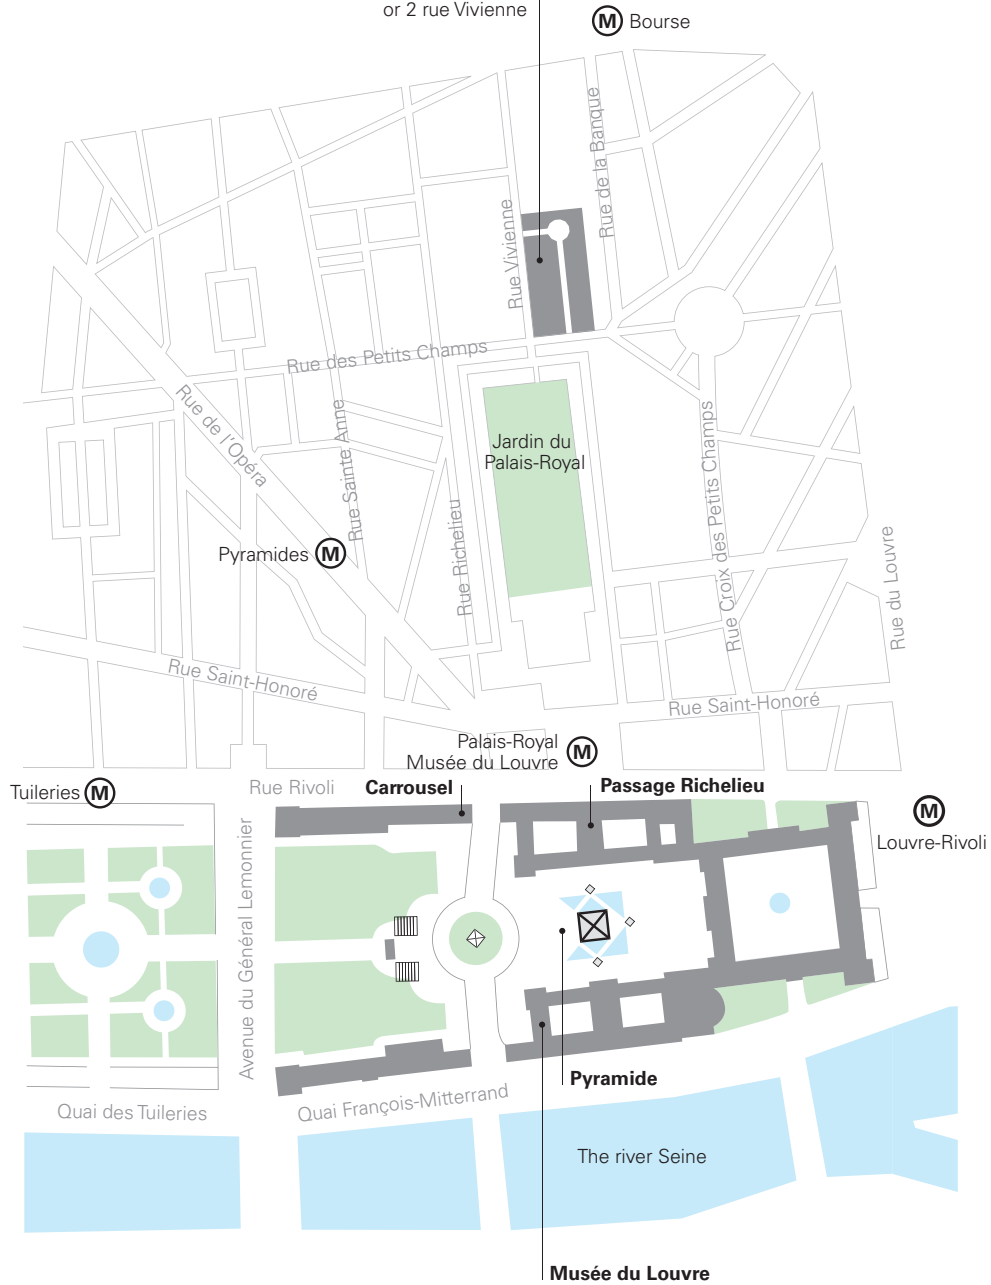 or 2 rue Vivienne
M Bourse
Rue de la Banque
Rue Vivienne
Rue des Petits Champs
Rue de l'Opéra
Rue Sainte Anne
Jardin du
Palais-Royal
Rue Croix des Petits Champs
Rue Richelieu
Pyramides M
Rue du Louvre
Rue Saint-Honoré
Rue Saint-Honoré
Palais-Royal
Musée du Louvre M
Tuileries M
Rue Rivoli
Carrousel
Passage Richelieu
M
Louvre-Rivoli
Avenue du Général Lemonnier
Pyramide
Quai des Tuileries
Quai François-Mitterrand
The river Seine
Musée du Louvre